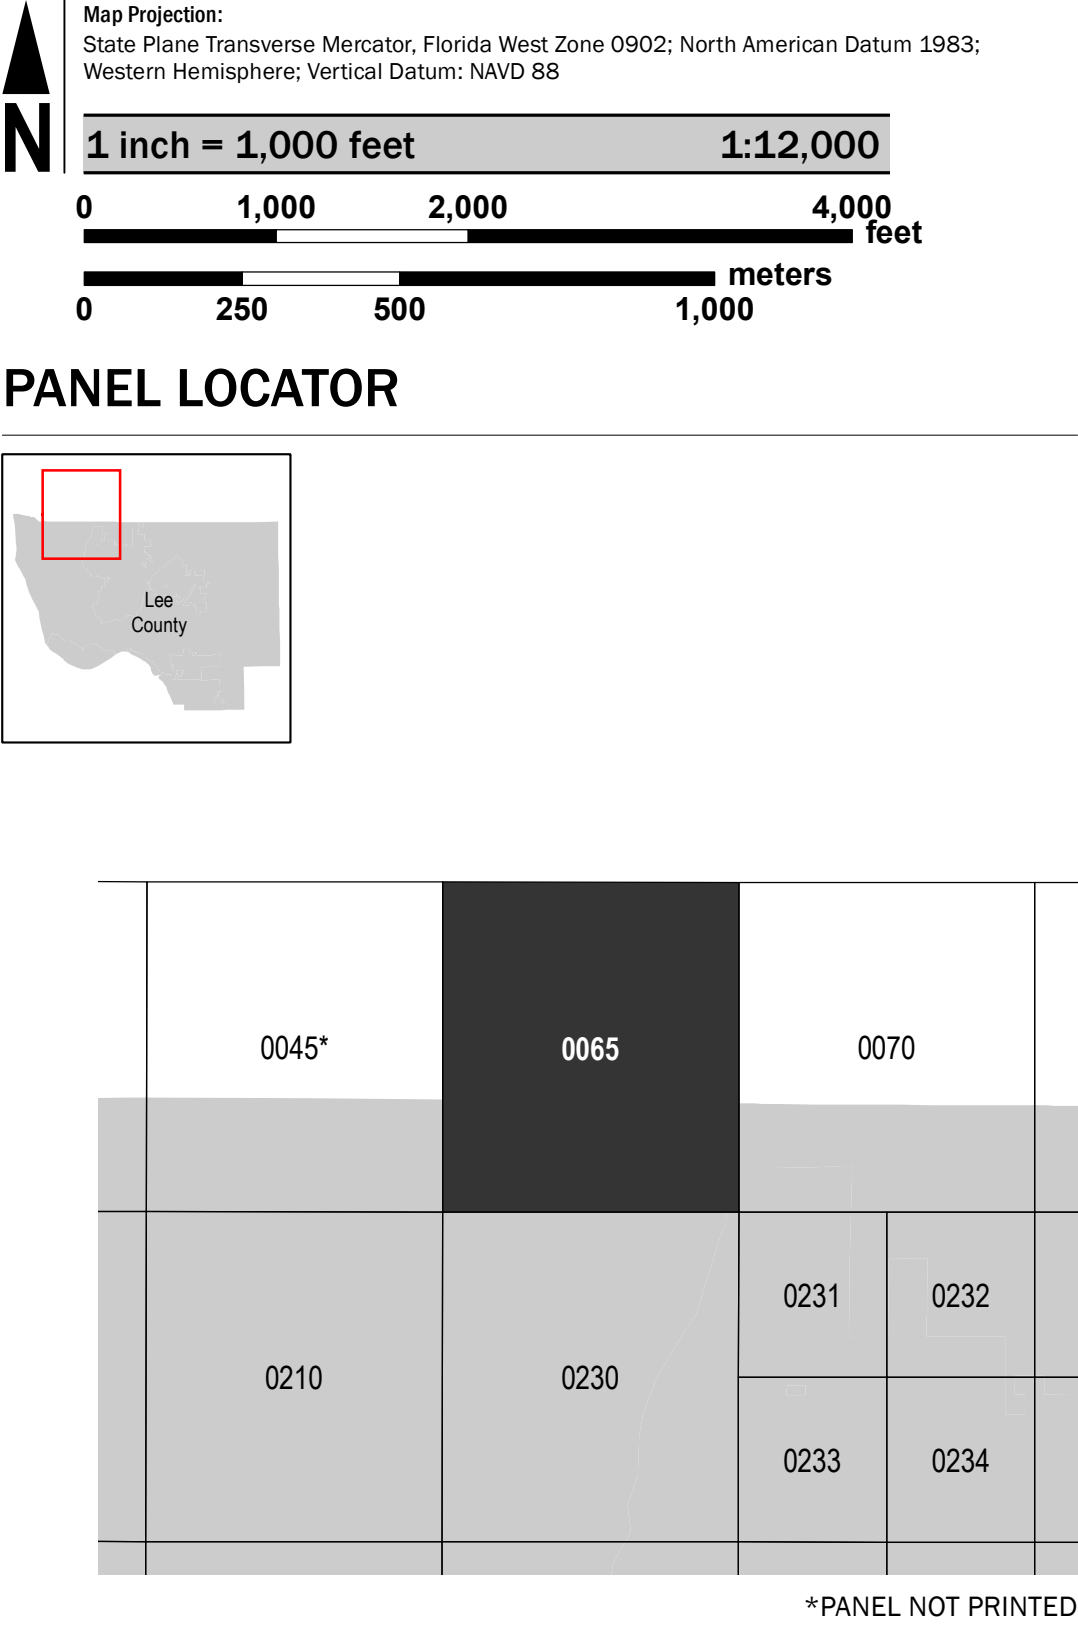 Map Projection:
State Plane Transverse Mercator, Florida West Zone 0902; North American Datum 1983;
Western Hemisphere; Vertical Datum: NAVD 88
N
1 inch = 1,000 feet 1:12,000
0 1,000 2,000 4,000
feet
meters
0 250 500 1,000
PANEL LOCATOR
Lee
County
0045* 0065 0070
0231 0232
0210 0230
0233 0234
*PANEL NOT PRINTED